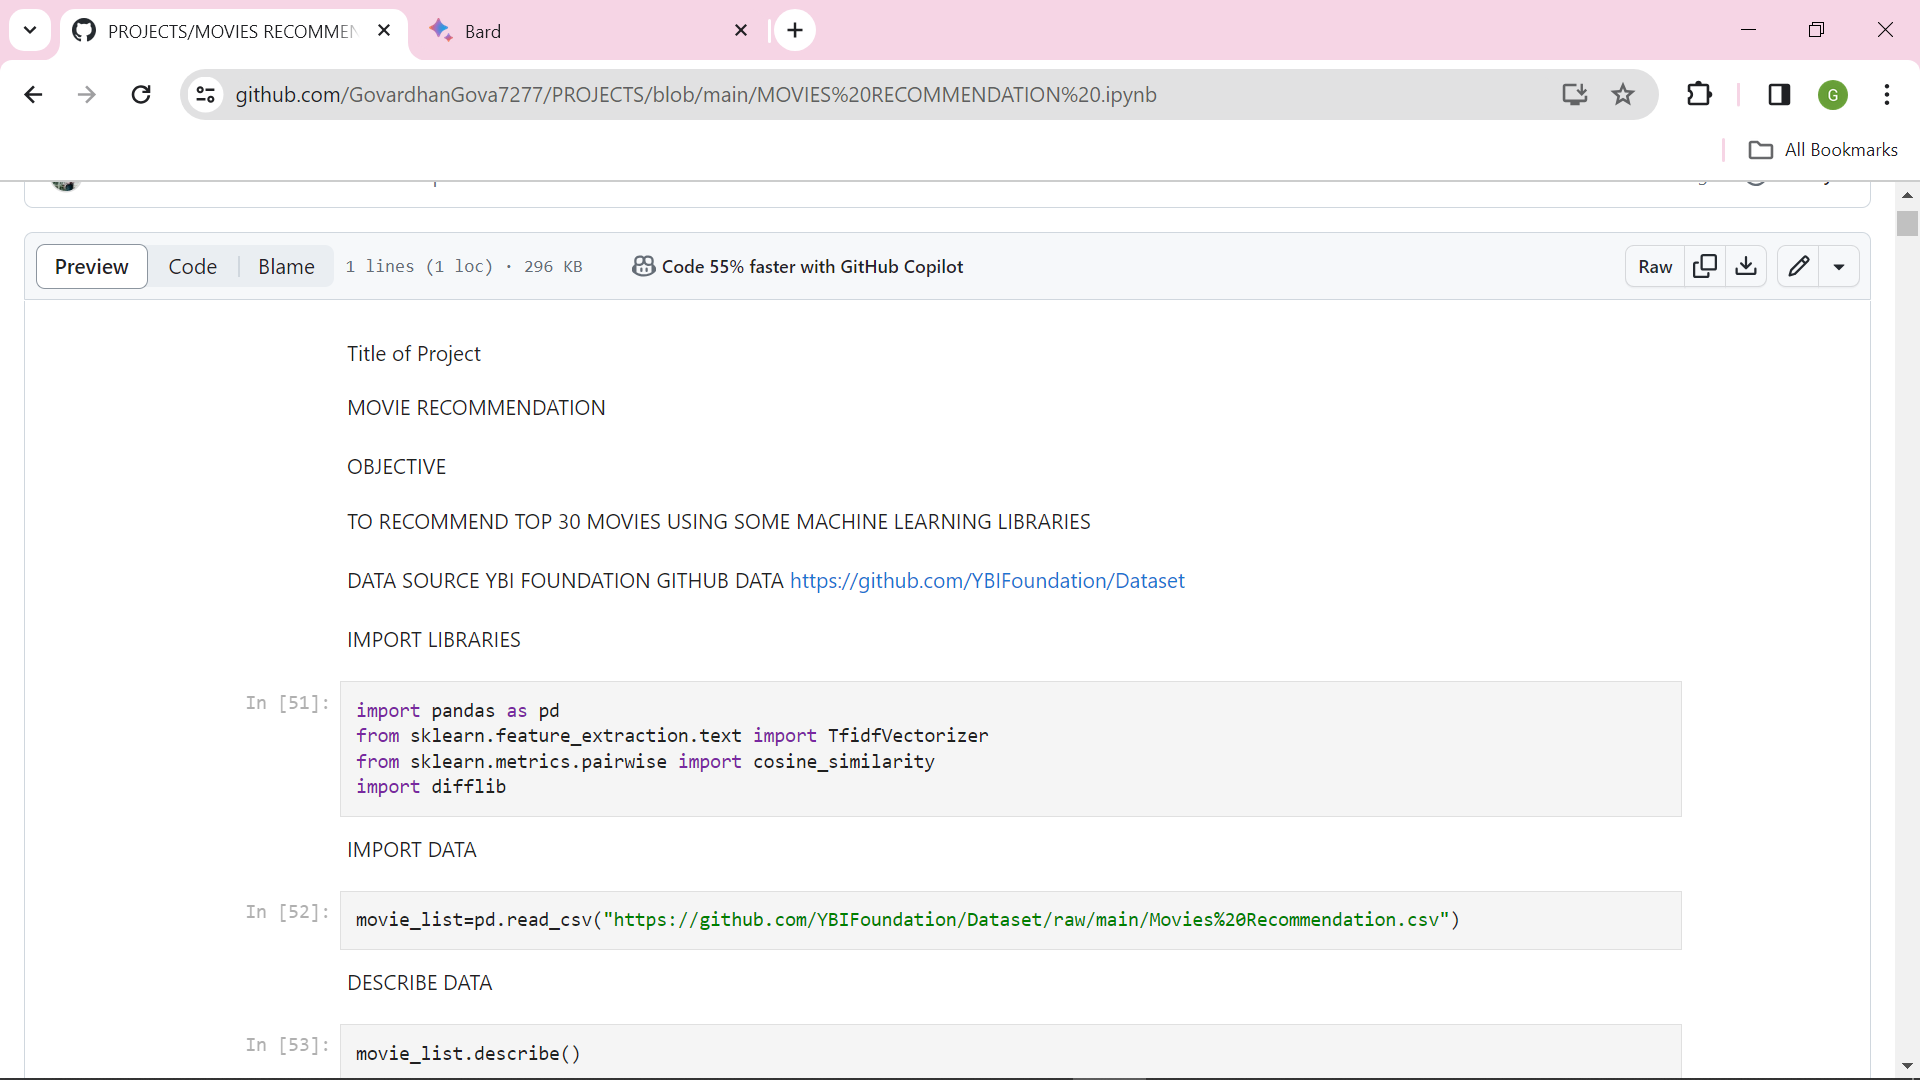 PROJECTS/MOVIES RECOMMEN
Bard
github.com/GovardhanGova7277/PROJECTS/blob/main/MOVIES%20RECOMMENDATION%20.ipynb
G
All Bookmarks
Preview Code Blame 1 lines (1 loc) · 296 KB Code 55% faster with GitHub Copilot Raw
Title of Project
MOVIE RECOMMENDATION
OBJECTIVE
TO RECOMMEND TOP 30 MOVIES USING SOME MACHINE LEARNING LIBRARIES
DATA SOURCE YBI FOUNDATION GITHUB DATA https://github.com/YBIFoundation/Dataset
IMPORT LIBRARIES
In [51]:
import pandas as pd
from sklearn.feature_extraction.text import TfidfVectorizer
from sklearn.metrics.pairwise import cosine_similarity
import difflib
IMPORT DATA
In [52]:
movie_list=pd.read_csv("https://github.com/YBIFoundation/Dataset/raw/main/Movies%20Recommendation.csv")
DESCRIBE DATA
In [53]:
movie_list.describe()